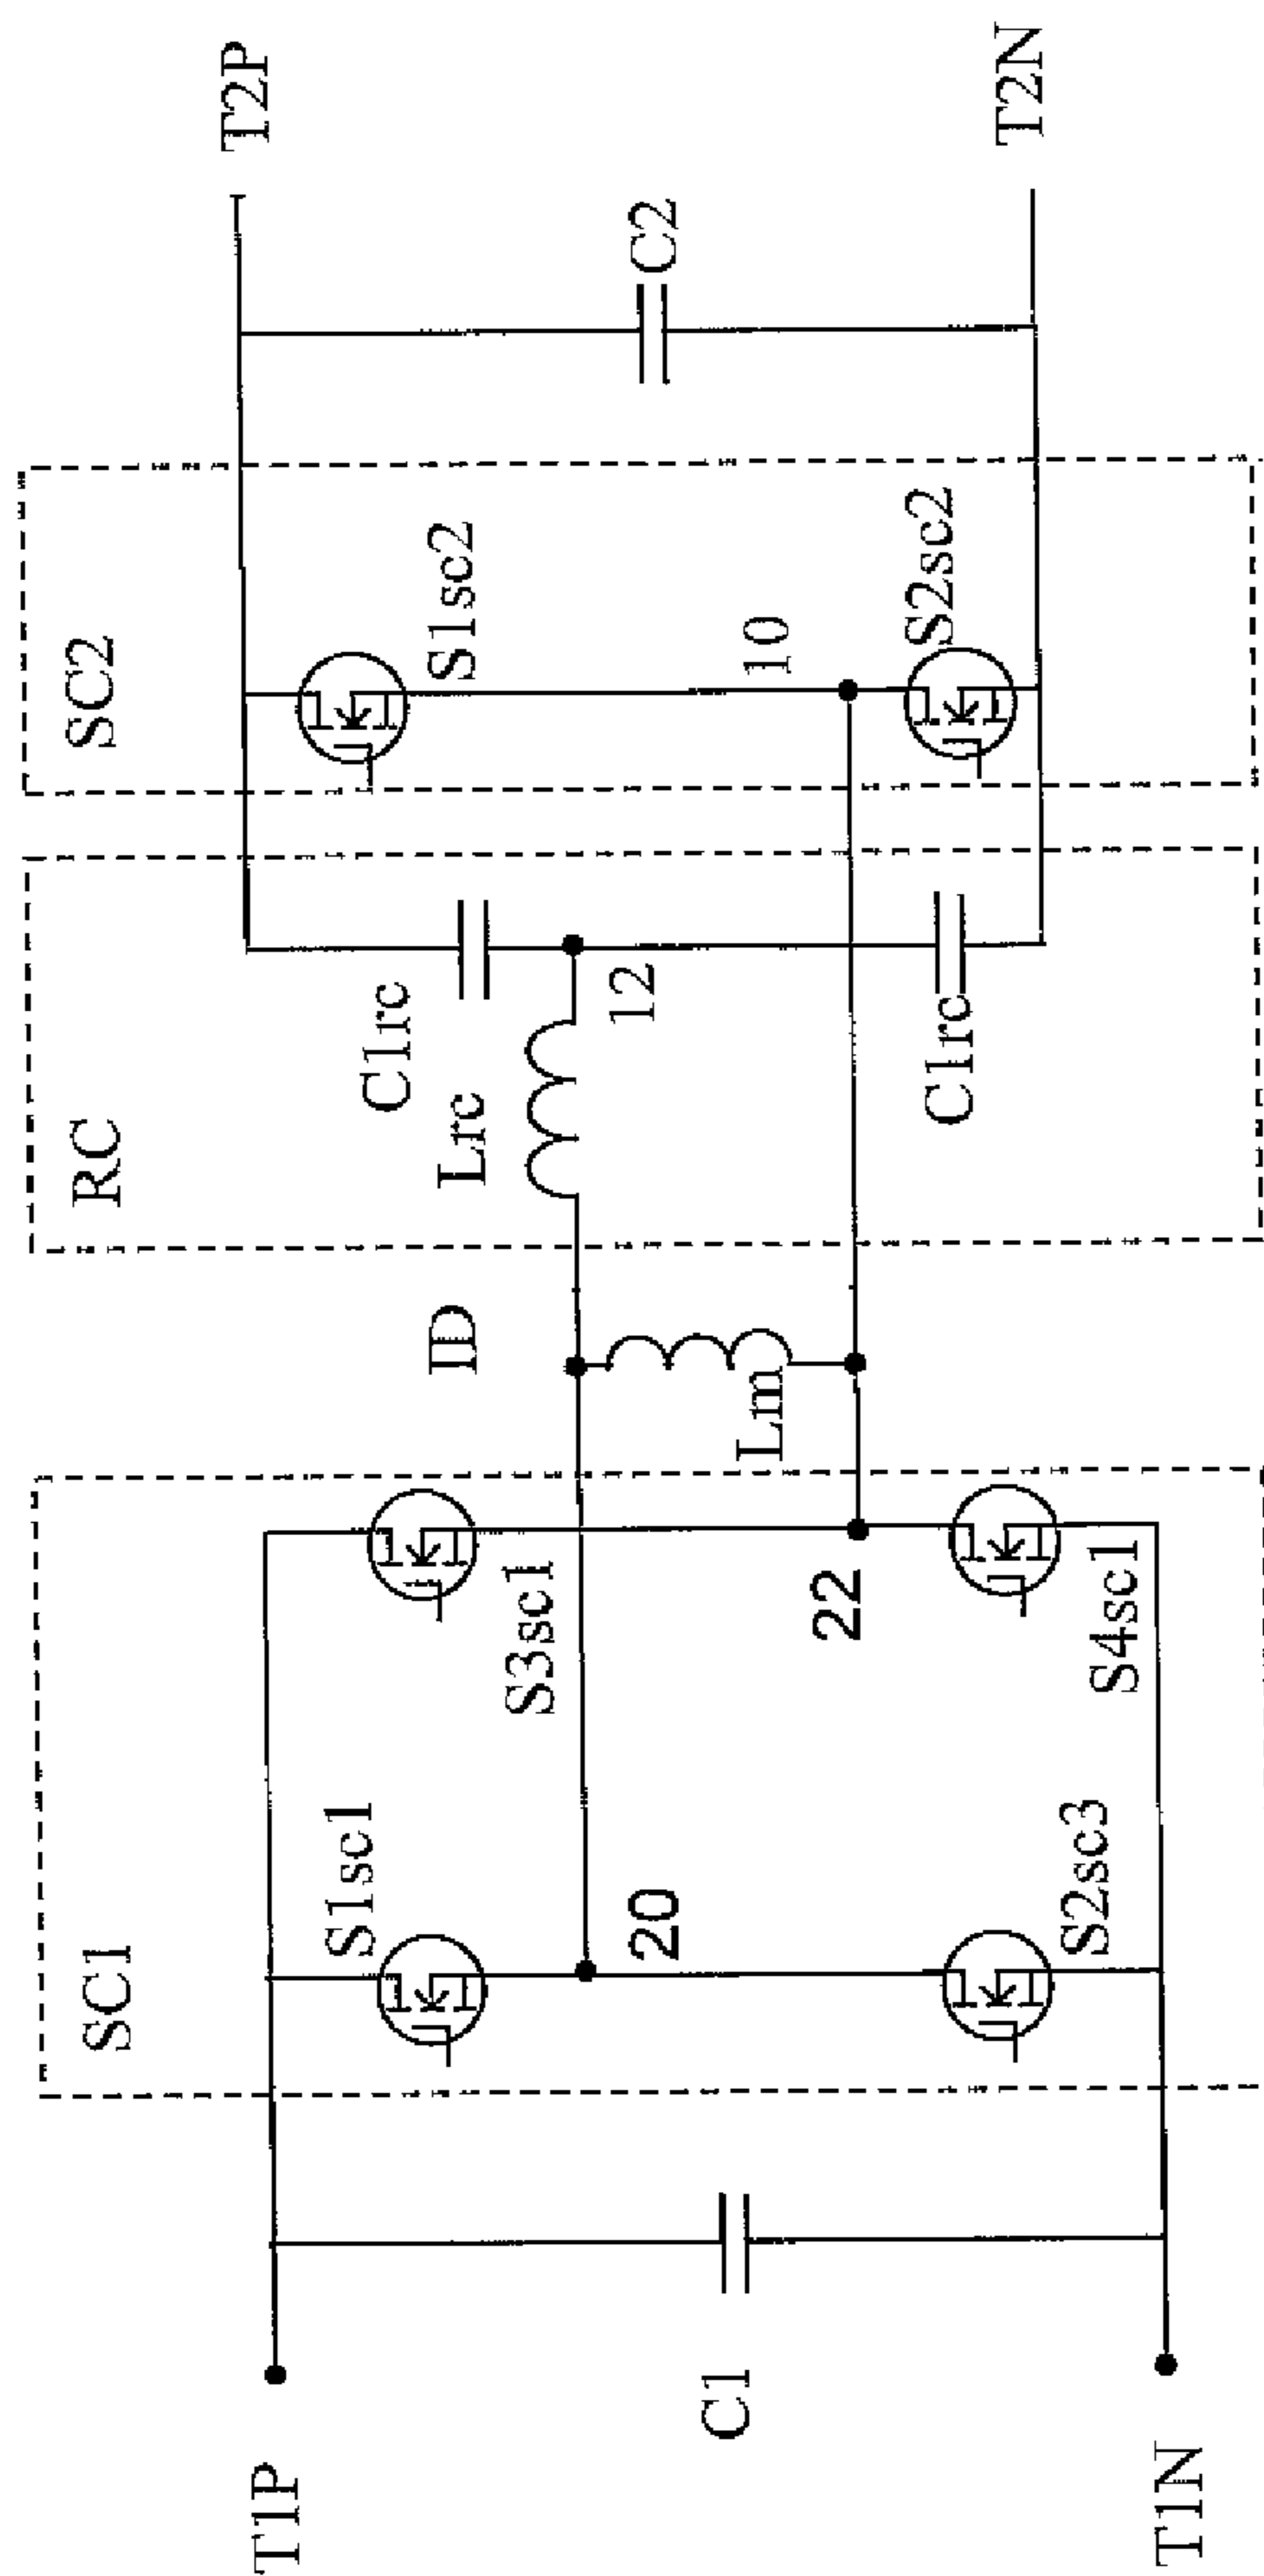 T1P
T1N
C1
SC1
S1sc1
S2sc3
20
S3sc1
S4sc1
22
ID
Lm
RC
Lrc
C1rc
C1rc
12
SC2
S1sc2
S2sc2
10
C2
T2P
T2N